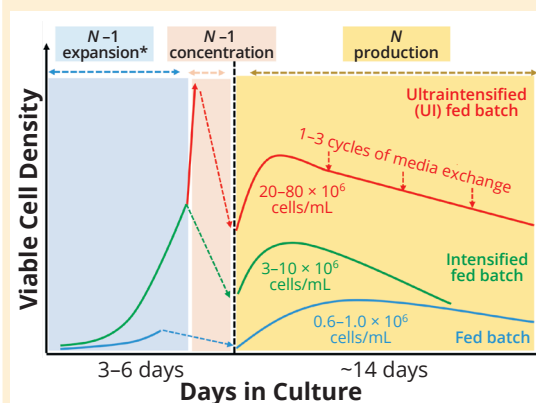 N –1
expansion*
N –1
concentration
N
production
Ultraintensified
(UI) fed batch
1–3 cycles of media exchange
20–80 × 10⁶
cells/mL
Intensified
fed batch
3–10 × 10⁶
cells/mL
0.6–1.0 × 10⁶
cells/mL
Fed batch
Viable Cell Density
3–6 days
~14 days
Days in Culture